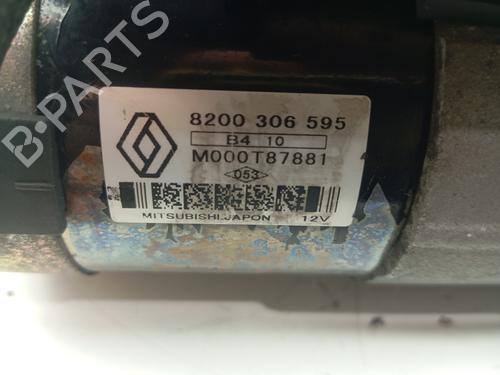 8200 306 595
B4 10
M000T87881
<053>
MITSUBISHI.JAPON 12V
B-PARTS